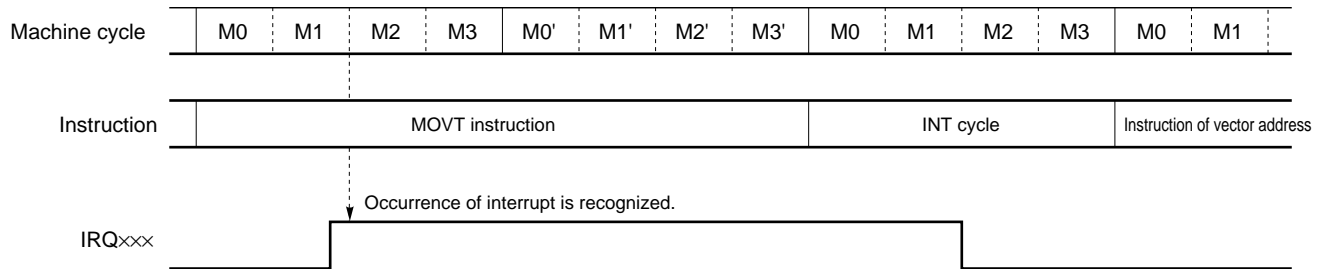 Machine cycle M0 M1 M2 M3 M0' M1' M2' M3' M0 M1 M2 M3 M0 M1
Instruction MOVT instruction INT cycle Instruction of vector address
Occurrence of interrupt is recognized.
IRQ×××